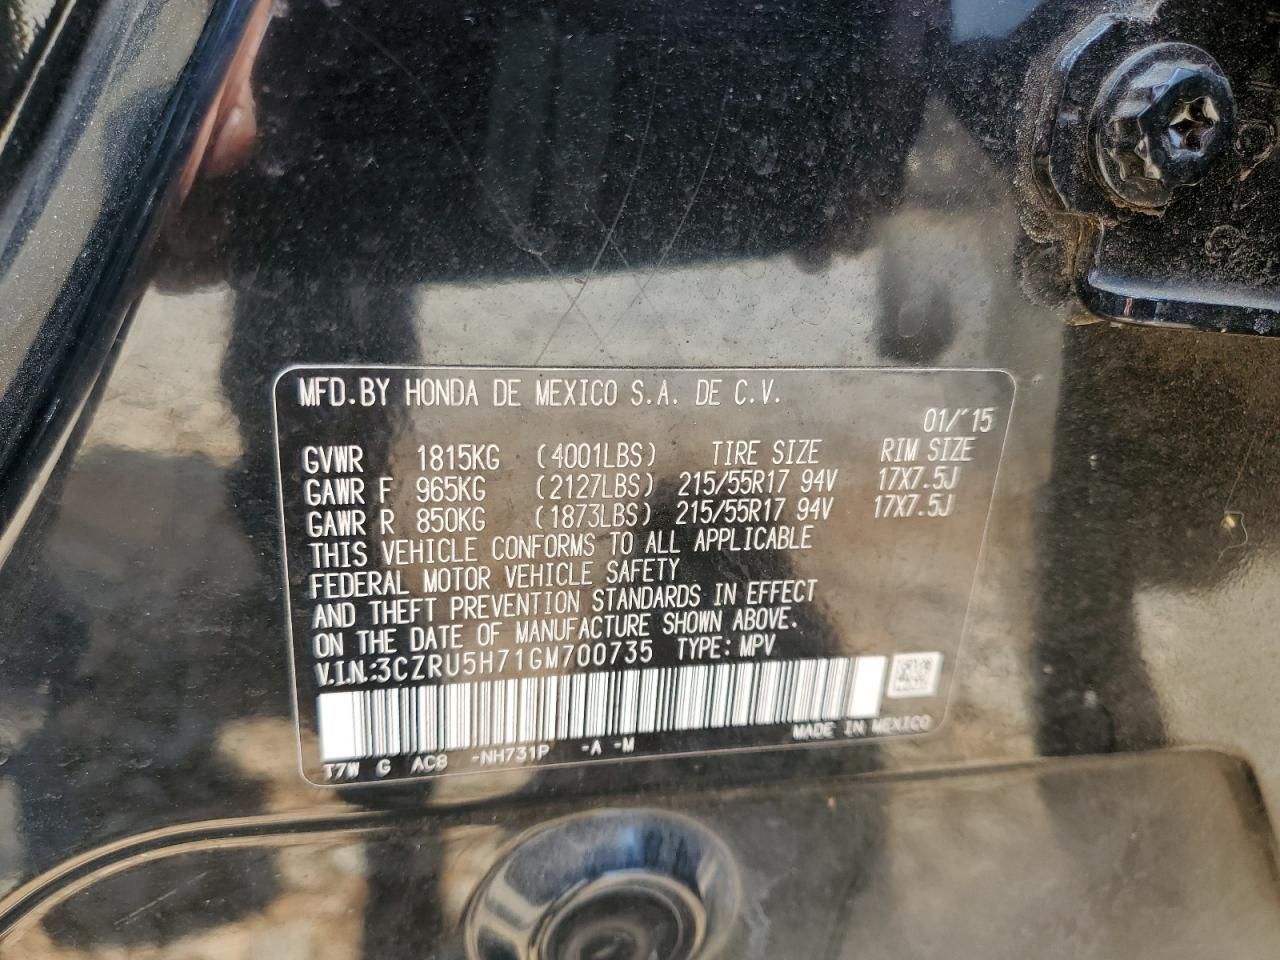 MFD.BY HONDA DE MEXICO S.A. DE C.V.
01/'15
GVWR 1815KG (4001LBS) TIRE SIZE RIM SIZE
GAWR F 965KG (2127LBS) 215/55R17 94V 17X7.5J
GAWR R 850KG (1873LBS) 215/55R17 94V 17X7.5J
THIS VEHICLE CONFORMS TO ALL APPLICABLE
FEDERAL MOTOR VEHICLE SAFETY
AND THEFT PREVENTION STANDARDS IN EFFECT
ON THE DATE OF MANUFACTURE SHOWN ABOVE.
V.I.N.:3CZRU5H71GM700735 TYPE: MPV
MADE IN MEXICO
T7W G AC8 -NH731P -A -M